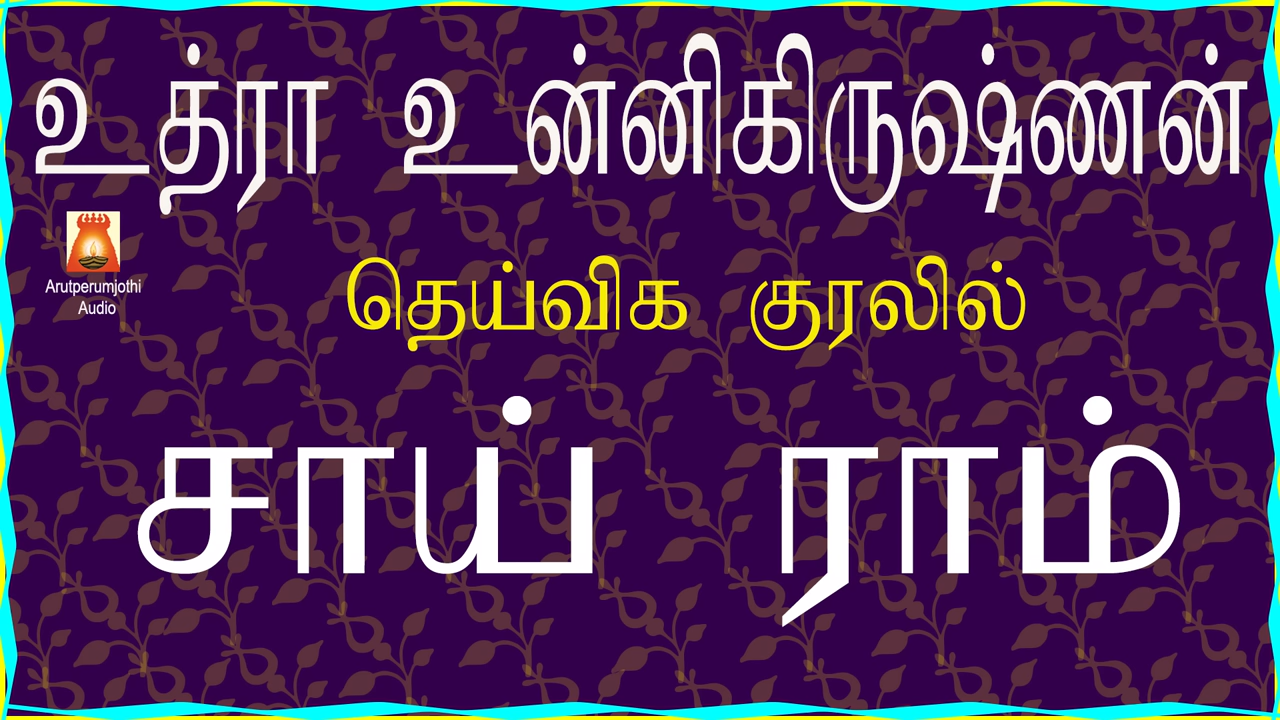 உத்ரா உன்னிகிருஷ்ணன்
Arutperumjothi
Audio
தெய்விக குரலில்
சாய் ராம்